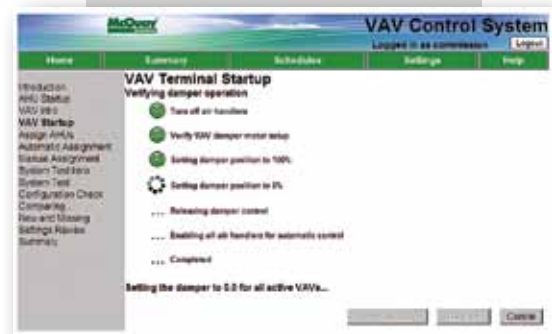 McQuay
VAV Control System
Logged in as commission Logout
Home Summary Schedules Settings Help
Introduction
AHU Startup
VAV Intro
VAV Startup
Assign AHUs
Automatic Assignment
Manual Assignment
System Test Intro
System Test
Configuration Check
Comparing...
New and Missing
Settings Review
Summary
VAV Terminal Startup
Verifying damper operation
Turn off air handlers
Verify VAV damper motor setup
Setting damper position to 100%
Setting damper position to 0%
... Releasing damper control
... Enabling all air handlers for automatic control
... Completed
Setting the damper to 0.0 for all active VAVs...
Cancel